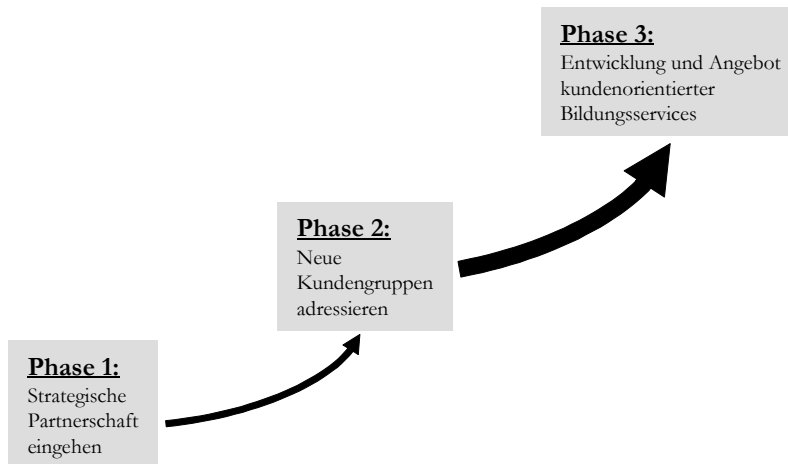 Phase 3:
Entwicklung und Angebot
kundenorientierter
Bildungsservices
Phase 2:
Neue
Kundengruppen
adressieren
Phase 1:
Strategische
Partnerschaft
eingehen